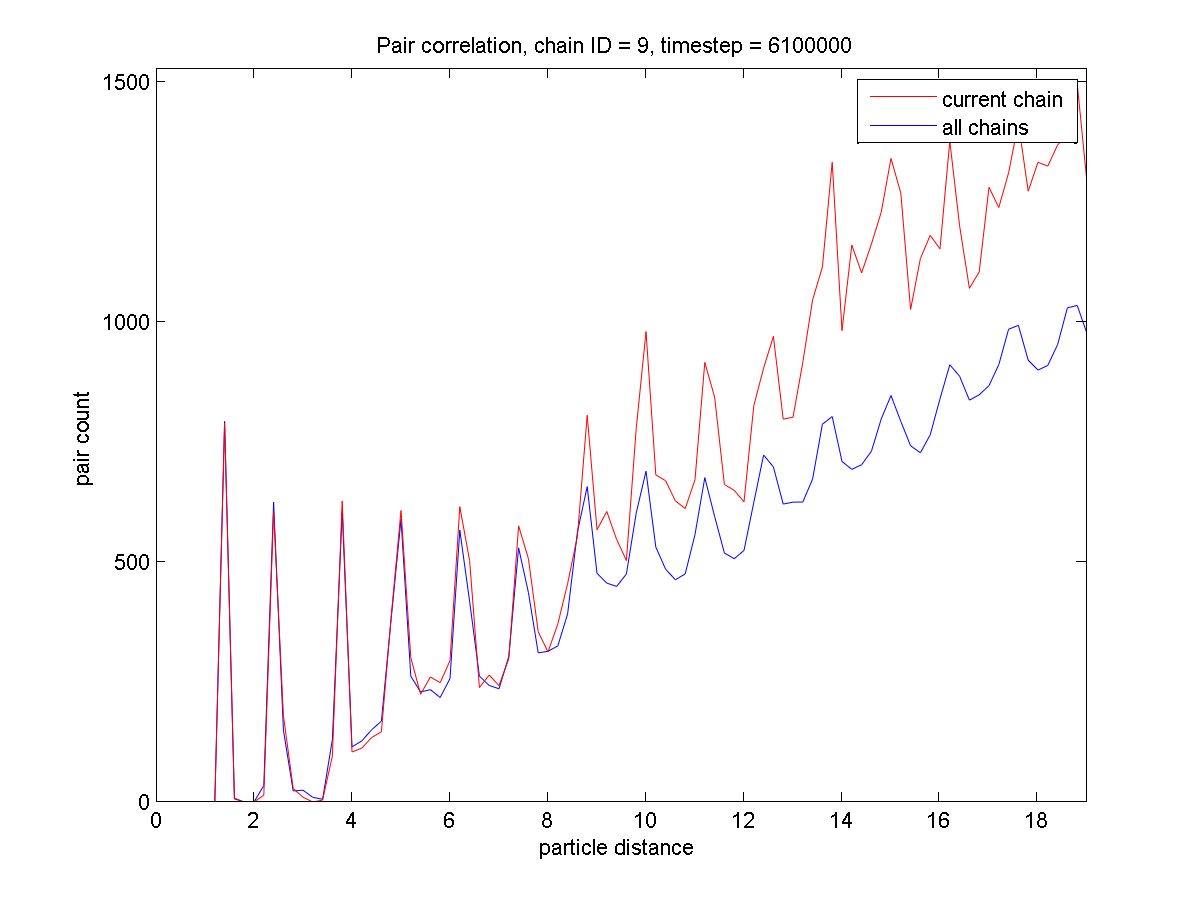 Pair correlation, chain ID = 9, timestep = 6100000
1500
current chain
all chains
1000
pair count
500
0
0 2 4 6 8 10 12 14 16 18
particle distance